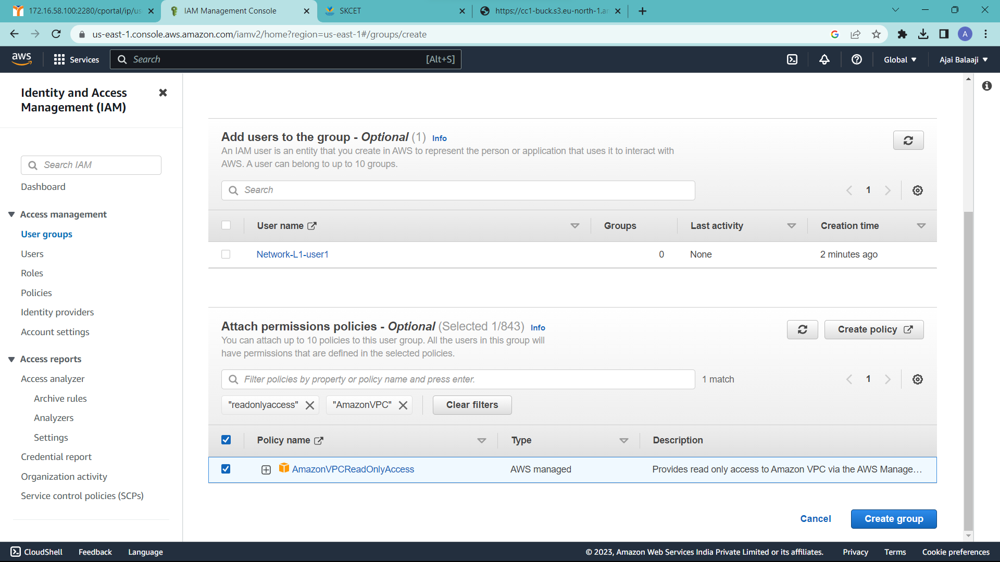 172.16.58.100:2280/cportal/ip/us
IAM Management Console
SKCET
https://cc1-buck.s3.eu-north-1.ar
us-east-1.console.aws.amazon.com/iamv2/home?region=us-east-1#/groups/create
A
aws
Services
Search
[Alt+S]
Global
Ajai Balaaji
Identity and Access
Management (IAM)
Search IAM
Dashboard
Access management
User groups
Users
Roles
Policies
Identity providers
Account settings
Access reports
Access analyzer
Archive rules
Analyzers
Settings
Credential report
Organization activity
Service control policies (SCPs)
Add users to the group - Optional (1) Info
An IAM user is an entity that you create in AWS to represent the person or application that uses it to interact with
AWS. A user can belong to up to 10 groups.
Search
1
User name
Groups
Last activity
Creation time
Network-L1-user1
0
None
2 minutes ago
Attach permissions policies - Optional (Selected 1/843) Info
You can attach up to 10 policies to this user group. All the users in this group will
have permissions that are defined in the selected policies.
Create policy
Filter policies by property or policy name and press enter.
1 match
1
"readonlyaccess"
"AmazonVPC"
Clear filters
Policy name
Type
Description
AmazonVPCReadOnlyAccess
AWS managed
Provides read only access to Amazon VPC via the AWS Manage…
Cancel
Create group
CloudShell
Feedback
Language
© 2023, Amazon Web Services India Private Limited or its affiliates.
Privacy
Terms
Cookie preferences